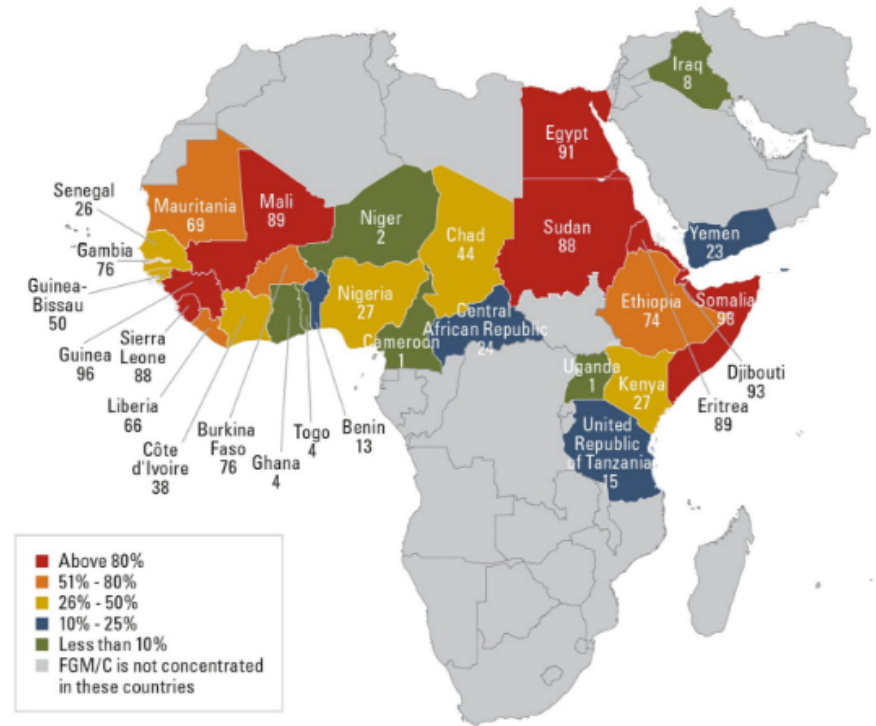 Iraq
8
Egypt
91
Senegal
26
Mauritania
69
Mali
89
Niger
2
Chad
44
Sudan
88
Yemen
23
Gambia
76
Guinea-
Bissau
50
Nigeria
27
Ethiopia
74
Somalia
98
Central
African Republic
24
Cameroon
1
Uganda
1
Kenya
27
Guinea
96
Sierra
Leone
88
Djibouti
93
Eritrea
89
Liberia
66
Côte
d'Ivoire
38
Burkina
Faso
76
Ghana
4
Togo
4
Benin
13
United
Republic
of Tanzania
15
Above 80%
51% - 80%
26% - 50%
10% - 25%
Less than 10%
FGM/C is not concentrated
in these countries